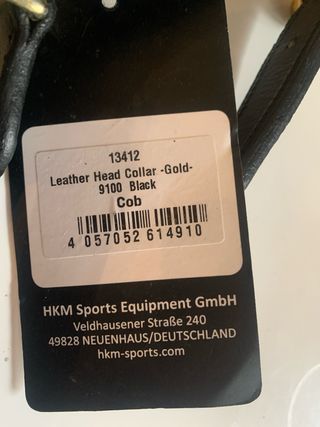 13412
Leather Head Collar -Gold-
9100 Black
Cob
4 057052 614910
HKM Sports Equipment GmbH
Veldhausener Straße 240
49828 NEUENHAUS/DEUTSCHLAND
hkm-sports.com